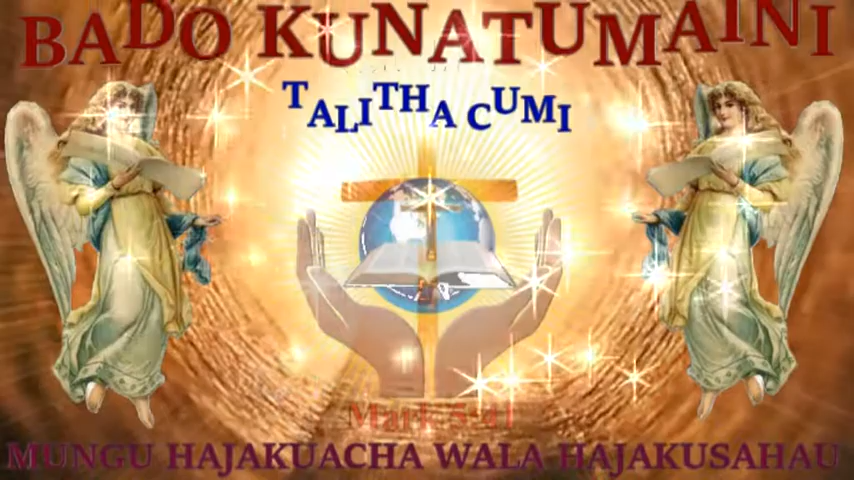 BADO KUNATUMAINI
TALITHA CUMI
Mark 5:41
MUNGU HAJAKUACHA WALA HAJAKUSAHAU